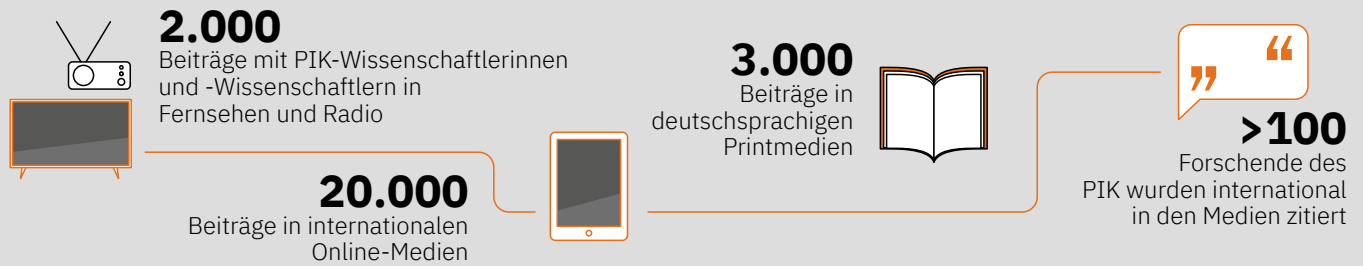 2.000
Beiträge mit PIK-Wissenschaftlerinnen
und -Wissenschaftlern in
Fernsehen und Radio
20.000
Beiträge in internationalen
Online-Medien
3.000
Beiträge in
deutschsprachigen
Printmedien
>100
Forschende des
PIK wurden international
in den Medien zitiert